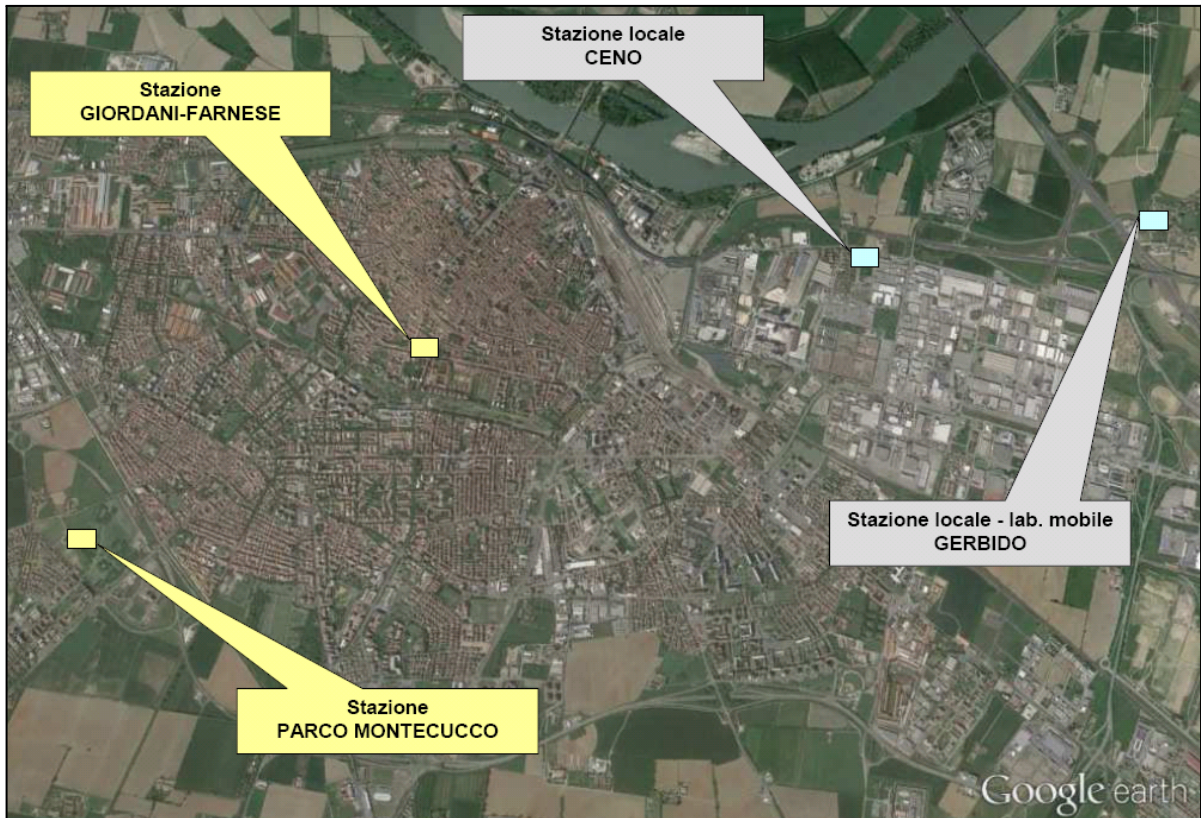 Stazione locale
CENO
Stazione
GIORDANI-FARNESE
Stazione locale - lab. mobile
GERBIDO
Stazione
PARCO MONTECUCCO
Google earth